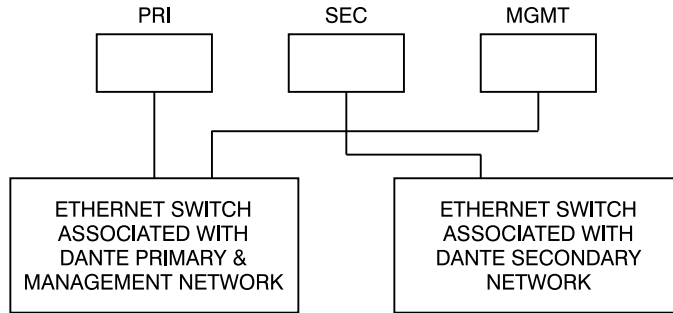 PRI
SEC
MGMT
ETHERNET SWITCH
ASSOCIATED WITH
DANTE PRIMARY &
MANAGEMENT NETWORK
ETHERNET SWITCH
ASSOCIATED WITH
DANTE SECONDARY
NETWORK